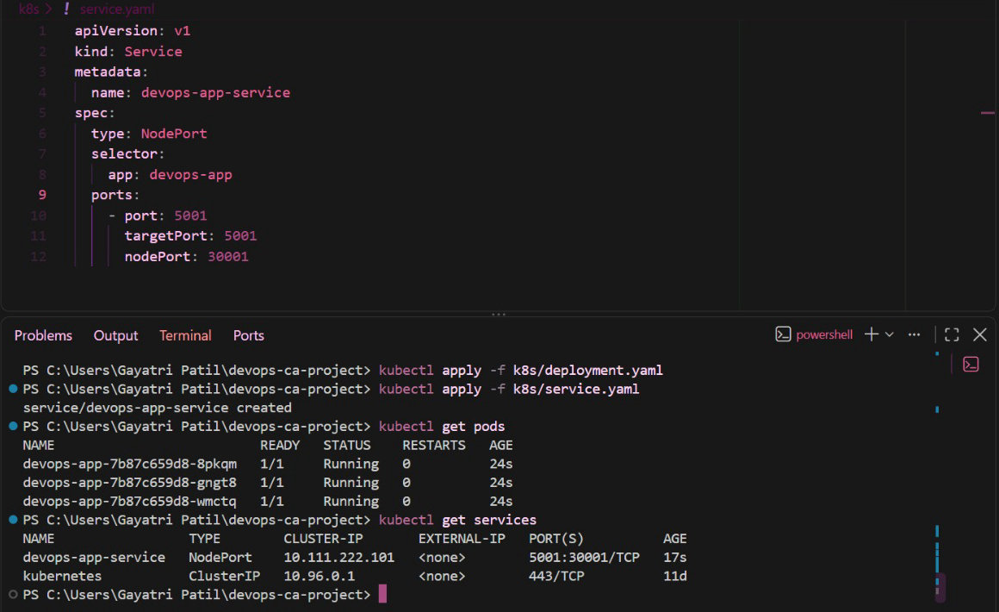 k8s > ! service.yaml
1 apiVersion: v1
2 kind: Service
3 metadata:
4 name: devops-app-service
5 spec:
6 type: NodePort
7 selector:
8 app: devops-app
9 ports:
10 - port: 5001
11 targetPort: 5001
12 nodePort: 30001
Problems Output Terminal Ports powershell
PS C:\Users\Gayatri Patil\devops-ca-project> kubectl apply -f k8s/deployment.yaml
PS C:\Users\Gayatri Patil\devops-ca-project> kubectl apply -f k8s/service.yaml
service/devops-app-service created
PS C:\Users\Gayatri Patil\devops-ca-project> kubectl get pods
NAME READY STATUS RESTARTS AGE
devops-app-7b87c659d8-8pkqm 1/1 Running 0 24s
devops-app-7b87c659d8-gngt8 1/1 Running 0 24s
devops-app-7b87c659d8-wmctq 1/1 Running 0 24s
PS C:\Users\Gayatri Patil\devops-ca-project> kubectl get services
NAME TYPE CLUSTER-IP EXTERNAL-IP PORT(S) AGE
devops-app-service NodePort 10.111.222.101 <none> 5001:30001/TCP 17s
kubernetes ClusterIP 10.96.0.1 <none> 443/TCP 11d
PS C:\Users\Gayatri Patil\devops-ca-project>